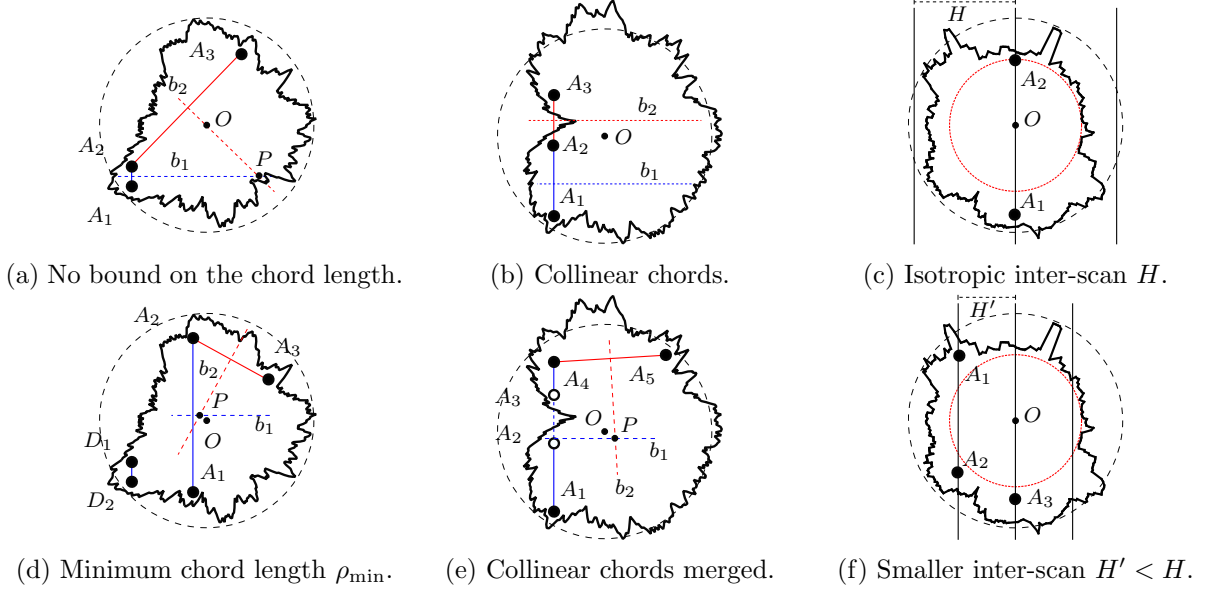 A₃
b₂
O
A₂
b₁
P
A₁
(a) No bound on the chord length.
A₃
b₂
A₂
O
b₁
A₁
(b) Collinear chords.
H
A₂
O
A₁
(c) Isotropic inter-scan H.
A₂
A₃
b₂
P
b₁
O
D₁
A₁
D₂
(d) Minimum chord length ρmin.
A₄
A₅
A₃
O
P
A₂
b₁
b₂
A₁
(e) Collinear chords merged.
H′
A₁
O
A₂
A₃
(f) Smaller inter-scan H′ < H.